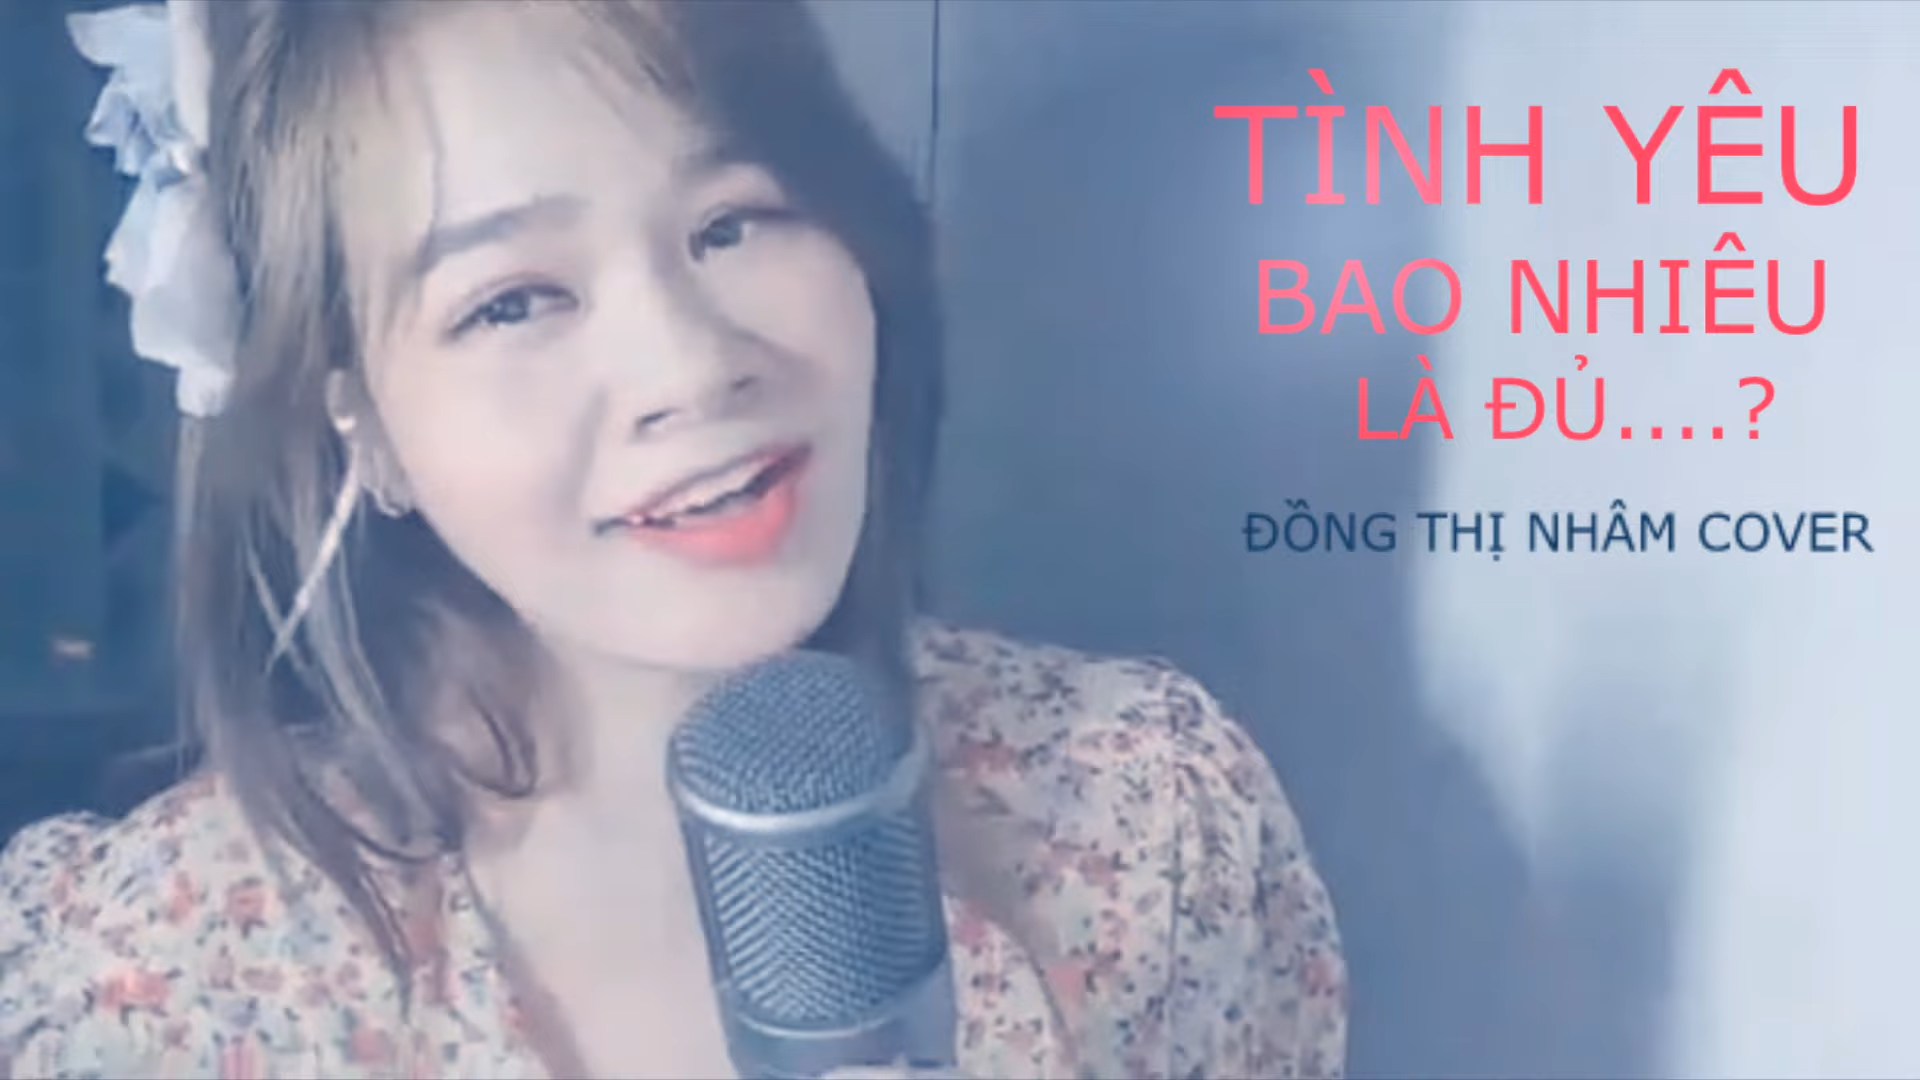 TÌNH YÊU
BAO NHIÊU
LÀ ĐỦ....?
ĐỒNG THỊ NHÂM COVER